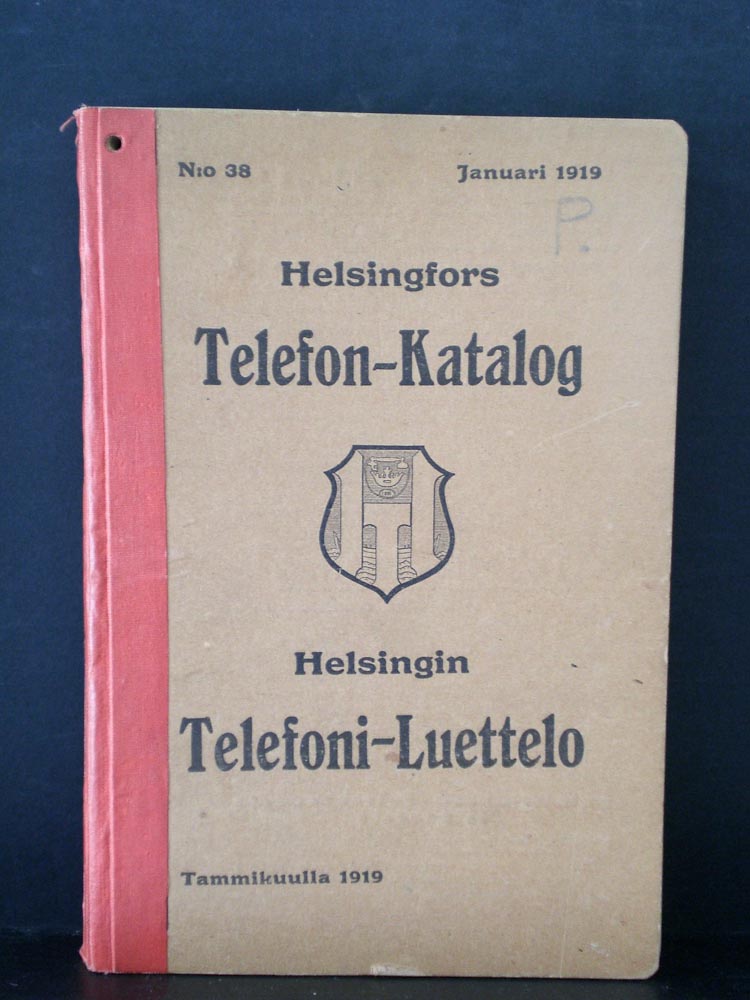 N:o 38 Januari 1919
P.
Helsingfors
Telefon-Katalog
Helsingin
Telefoni-Luettelo
Tammikuulla 1919